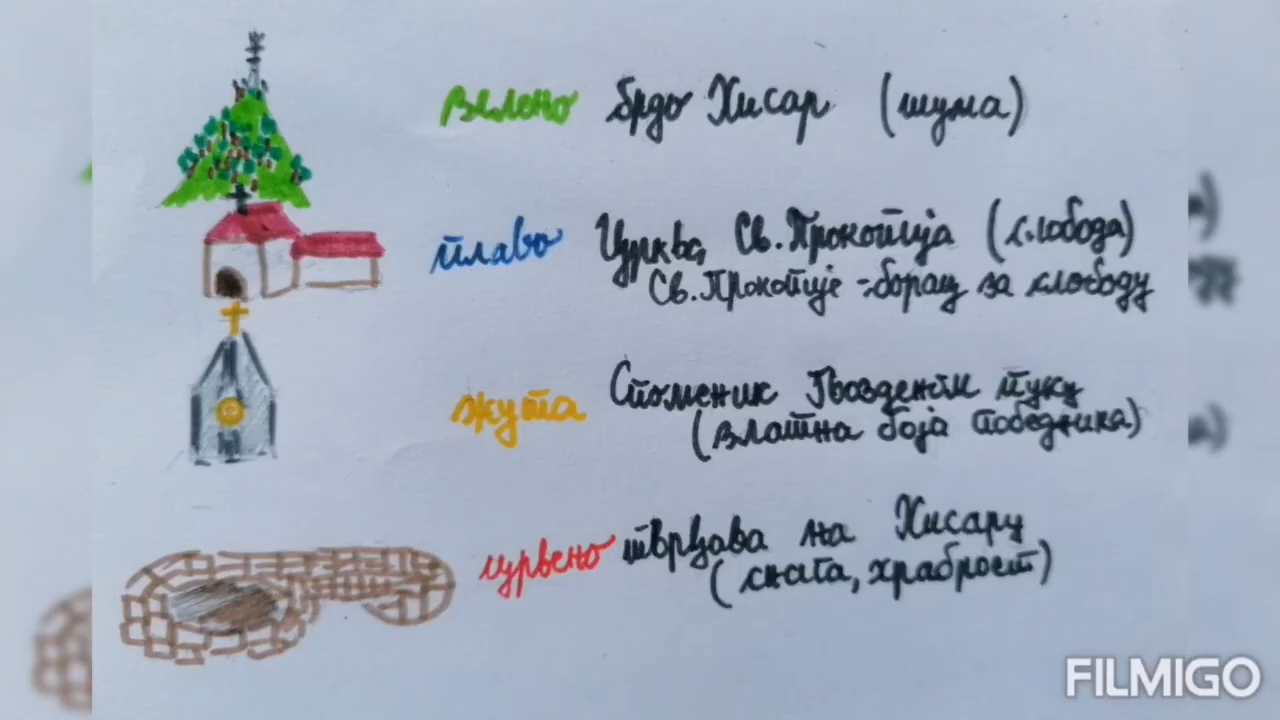 зелено брдо Хисар (шума)
плаво Црква Св. Прокопија (слобода)
Св. Прокопије - борац за слободу
жута Споменик Гвозденом пуку
(златна боја победника)
црвено тврђава на Хисару
(снага, храброст)
FILMIGO